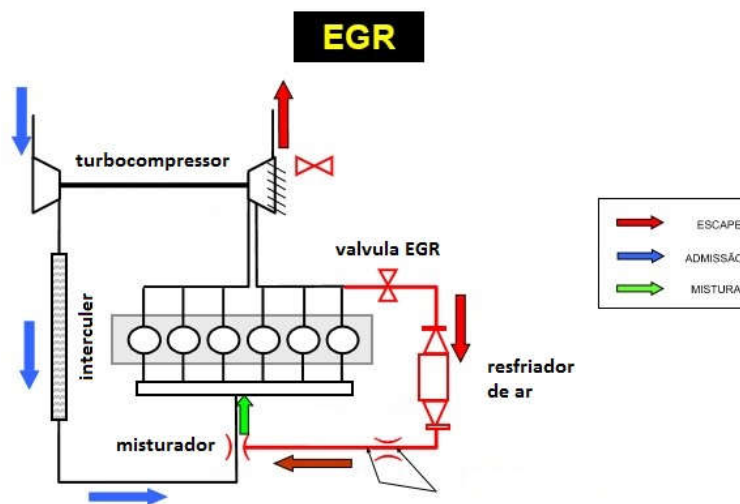 EGR
turbocompressor
valvula EGR
interculer
resfriador
de ar
misturador
ESCAPE
ADMISSÃO
MISTURA